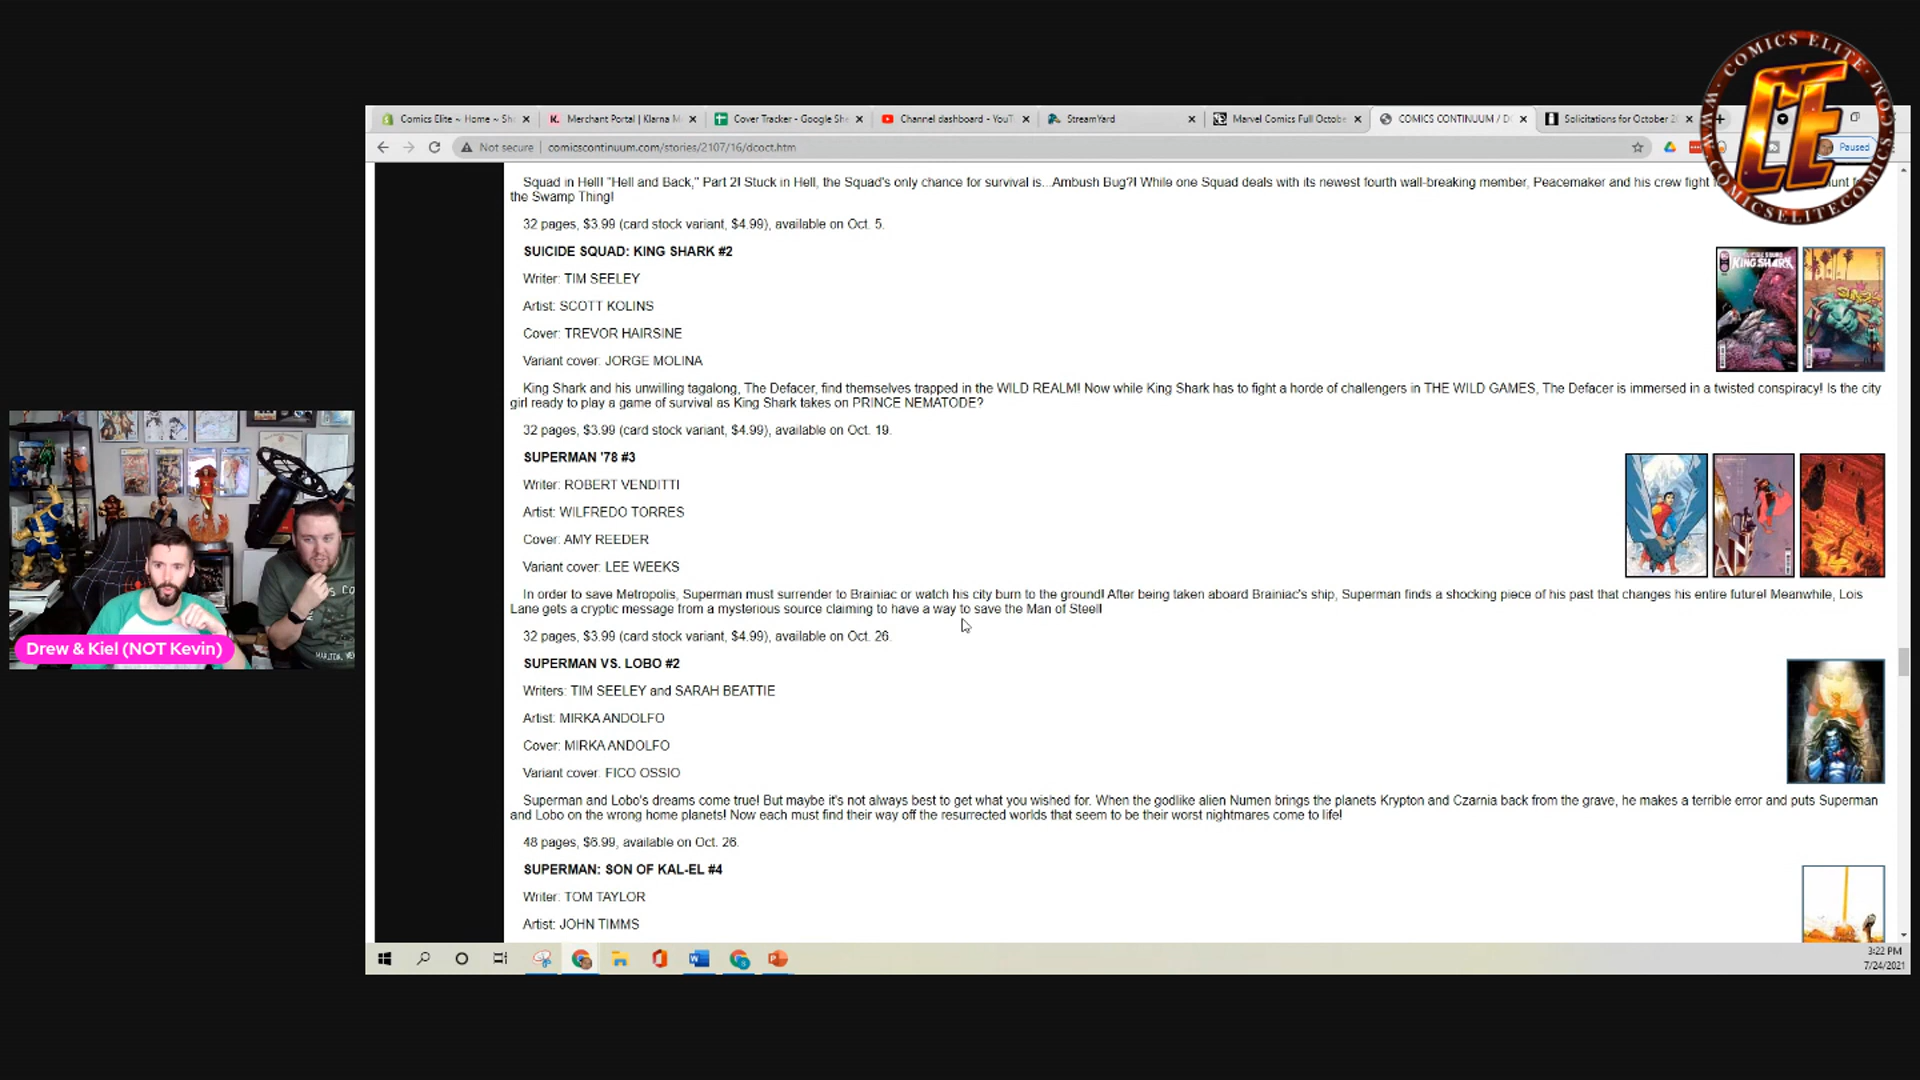 COMICS ELITE
WWW.COMICSELITECOMICS.COM
CE
Comics Elite ~ Home ~ Sh
Merchant Portal | Klarna M
Cover Tracker - Google She
Channel dashboard - YouT
StreamYard
Marvel Comics Full Octobe
COMICS CONTINUUM / D
Solicitations for October 2
Not secure
comicscontinuum.com/stories/2107/16/dcoct.htm
Paused
Squad in Hell! "Hell and Back," Part 2! Stuck in Hell, the Squad's only chance for survival is...Ambush Bug?! While one Squad deals with its newest fourth wall-breaking member, Peacemaker and his crew fight
the Swamp Thing!
32 pages, $3.99 (card stock variant, $4.99), available on Oct. 5.
SUICIDE SQUAD: KING SHARK #2
Writer: TIM SEELEY
Artist: SCOTT KOLINS
Cover: TREVOR HAIRSINE
Variant cover: JORGE MOLINA
KING SHARK
King Shark and his unwilling tagalong, The Defacer, find themselves trapped in the WILD REALM! Now while King Shark has to fight a horde of challengers in THE WILD GAMES, The Defacer is immersed in a twisted conspiracy! Is the city
girl ready to play a game of survival as King Shark takes on PRINCE NEMATODE?
32 pages, $3.99 (card stock variant, $4.99), available on Oct. 19.
SUPERMAN '78 #3
Writer: ROBERT VENDITTI
Artist: WILFREDO TORRES
Cover: AMY REEDER
Variant cover: LEE WEEKS
In order to save Metropolis, Superman must surrender to Brainiac or watch his city burn to the ground! After being taken aboard Brainiac's ship, Superman finds a shocking piece of his past that changes his entire future! Meanwhile, Lois
Lane gets a cryptic message from a mysterious source claiming to have a way to save the Man of Steel!
32 pages, $3.99 (card stock variant, $4.99), available on Oct. 26.
SUPERMAN VS. LOBO #2
Writers: TIM SEELEY and SARAH BEATTIE
Artist: MIRKA ANDOLFO
Cover: MIRKA ANDOLFO
Variant cover: FICO OSSIO
Superman and Lobo's dreams come true! But maybe it's not always best to get what you wished for. When the godlike alien Numen brings the planets Krypton and Czarnia back from the grave, he makes a terrible error and puts Superman
and Lobo on the wrong home planets! Now each must find their way off the resurrected worlds that seem to be their worst nightmares come to life!
48 pages, $6.99, available on Oct. 26.
SUPERMAN: SON OF KAL-EL #4
Writer: TOM TAYLOR
Artist: JOHN TIMMS
3:22 PM
7/24/2021
Drew & Kiel (NOT Kevin)